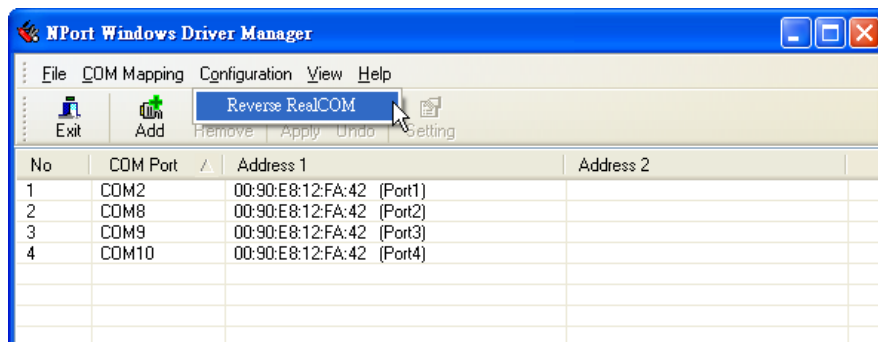 NPort Windows Driver Manager
File COM Mapping Configuration View Help
Reverse RealCOM
Exit Add Remove Apply Undo Setting
No COM Port Address 1 Address 2
1 COM2 00:90:E8:12:FA:42 (Port1)
2 COM8 00:90:E8:12:FA:42 (Port2)
3 COM9 00:90:E8:12:FA:42 (Port3)
4 COM10 00:90:E8:12:FA:42 (Port4)